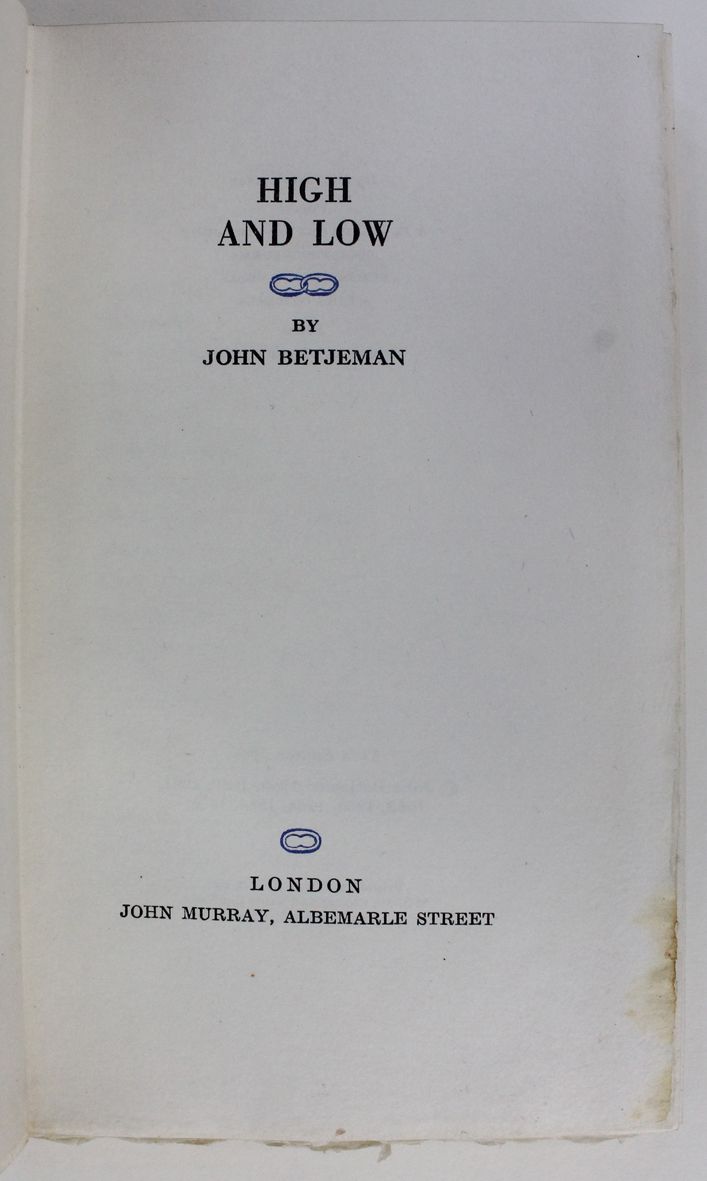 HIGH
AND LOW
BY
JOHN BETJEMAN
LONDON
JOHN MURRAY, ALBEMARLE STREET